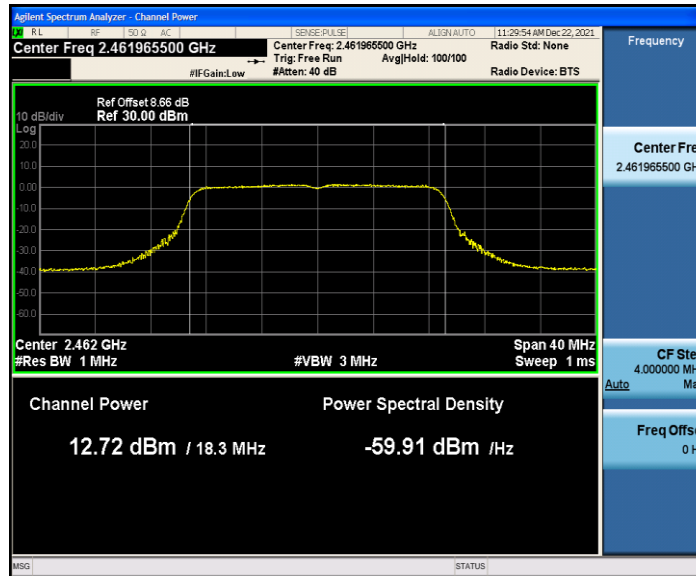 Agilent Spectrum Analyzer - Channel Power
RL RF 50 Ω AC SENSE:PULSE ALIGN AUTO 11:29:54 AM Dec 22, 2021
Center Freq 2.461965500 GHz
Center Freq: 2.461965500 GHz
Radio Std: None
Trig: Free Run Avg|Hold: 100/100
#IFGain:Low
#Atten: 40 dB
Radio Device: BTS
Frequency
Ref Offset 8.66 dB
10 dB/div Ref 30.00 dBm
Log
20.0
10.0
0.00
-10.0
-20.0
-30.0
-40.0
-50.0
-60.0
Center Fre
2.461965500 GH
Center 2.462 GHz Span 40 MHz
#Res BW 1 MHz #VBW 3 MHz Sweep 1 ms
CF Ste
4.000000 MH
Auto Ma
Channel Power Power Spectral Density
12.72 dBm / 18.3 MHz -59.91 dBm /Hz
Freq Offse
0 H
MSG STATUS